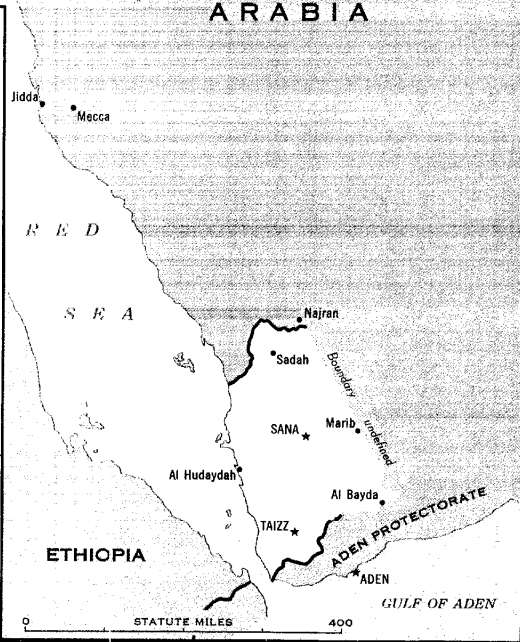 ARABIA
Jidda
Mecca
RED
SEA
Najran
Sadah
Boundary
undefined
SANA
Marib
Al Hudaydah
Al Bayda
TAIZZ
ADEN PROTECTORATE
ETHIOPIA
ADEN
GULF OF ADEN
0 STATUTE MILES 400